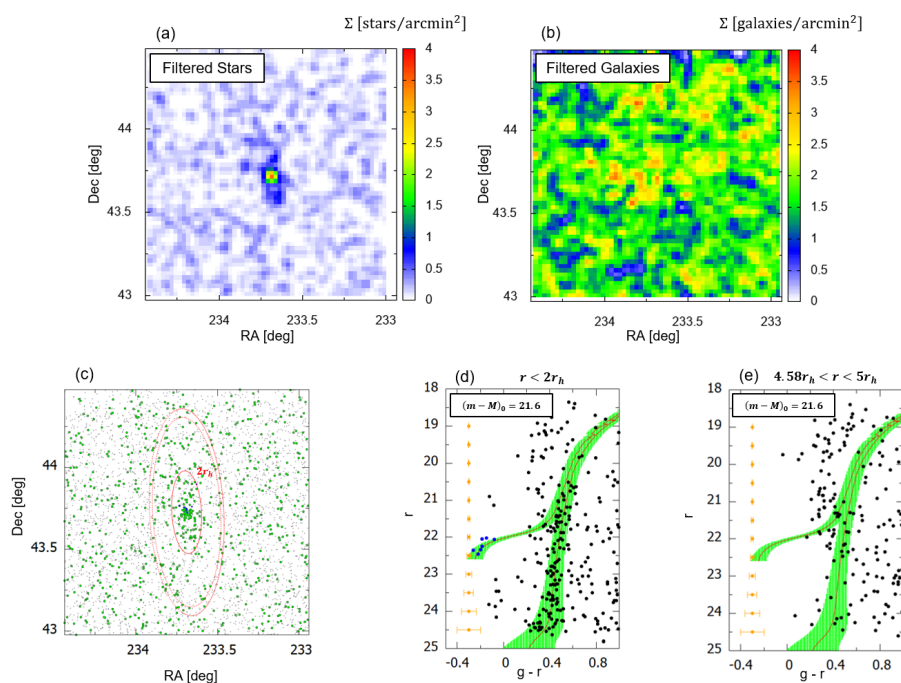 (a)
Σ [stars/arcmin²]
(b)
Σ [galaxies/arcmin²]
Filtered Stars
Filtered Galaxies
4
3.5
3
2.5
2
1.5
1
0.5
0
4
3.5
3
2.5
2
1.5
1
0.5
0
Dec [deg]
44
43.5
43
234
233.5
233
RA [deg]
Dec [deg]
44
43.5
43
234
233.5
233
RA [deg]
(c)
2r_h
Dec [deg]
44
43.5
43
234
233.5
233
RA [deg]
(d)
r < 2r_h
(m − M)₀ = 21.6
r
18
19
20
21
22
23
24
25
-0.4
0
0.4
0.8
g - r
(e)
4.58r_h < r < 5r_h
(m − M)₀ = 21.6
r
18
19
20
21
22
23
24
25
-0.4
0
0.4
0.8
g - r